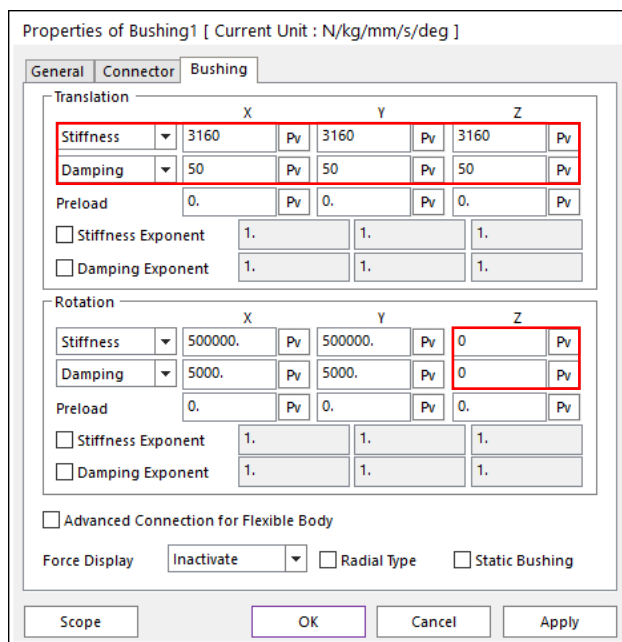 Properties of Bushing1 [ Current Unit : N/kg/mm/s/deg ]
General Connector Bushing
Translation
X Y Z
Stiffness 3160 Pv 3160 Pv 3160 Pv
Damping 50 Pv 50 Pv 50 Pv
Preload 0. Pv 0. Pv 0. Pv
Stiffness Exponent 1. 1. 1.
Damping Exponent 1. 1. 1.
Rotation
X Y Z
Stiffness 500000. Pv 500000. Pv 0 Pv
Damping 5000. Pv 5000. Pv 0 Pv
Preload 0. Pv 0. Pv 0. Pv
Stiffness Exponent 1. 1. 1.
Damping Exponent 1. 1. 1.
Advanced Connection for Flexible Body
Force Display Inactivate Radial Type Static Bushing
Scope OK Cancel Apply